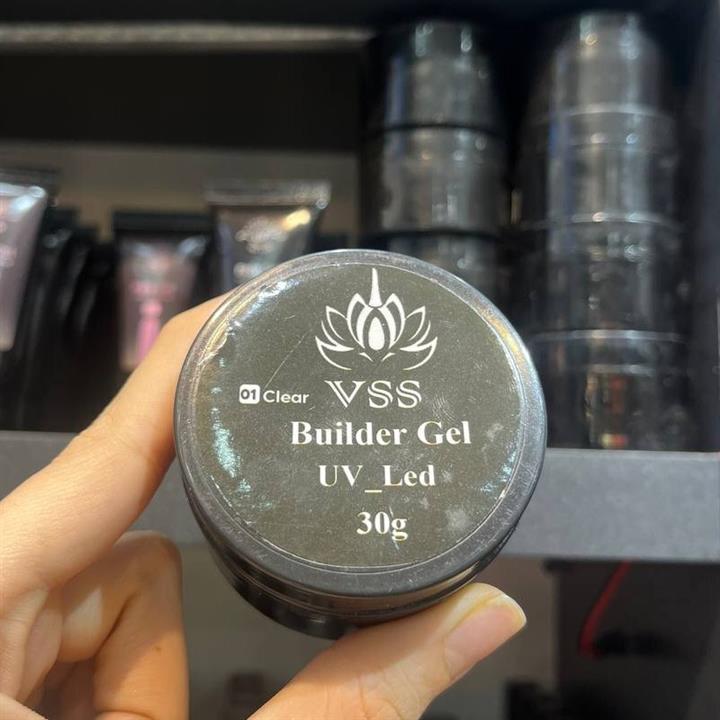 01 Clear
VSS
Builder Gel
UV_Led
30g